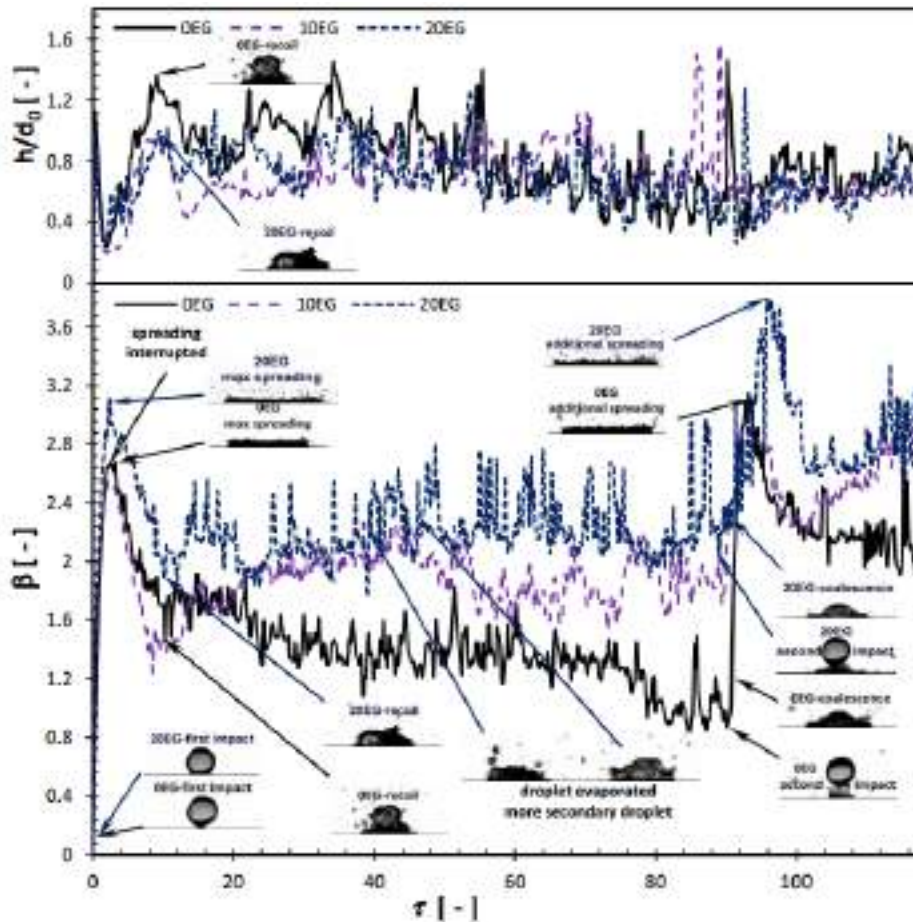 0EG 10EG 20EG
0EG-recoil
1.6
1.2
0.8
0.4
0
h/d₀ [ - ]
20EG-recoil
0EG 10EG 20EG
spreading
interrupted
20EG
max spreading
0EG
max spreading
20EG
additional spreading
0EG
additional spreading
3.6
3.2
2.8
2.4
2
1.6
1.2
0.8
0.4
0
β [ - ]
20EG-coalescence
20EG
second impact
0EG-coalescence
0EG
second impact
20EG-recoil
20EG-first impact
0EG-first impact
0EG-recoil
droplet evaporated
more secondary droplet
0 20 40 60 80 100
τ [ - ]